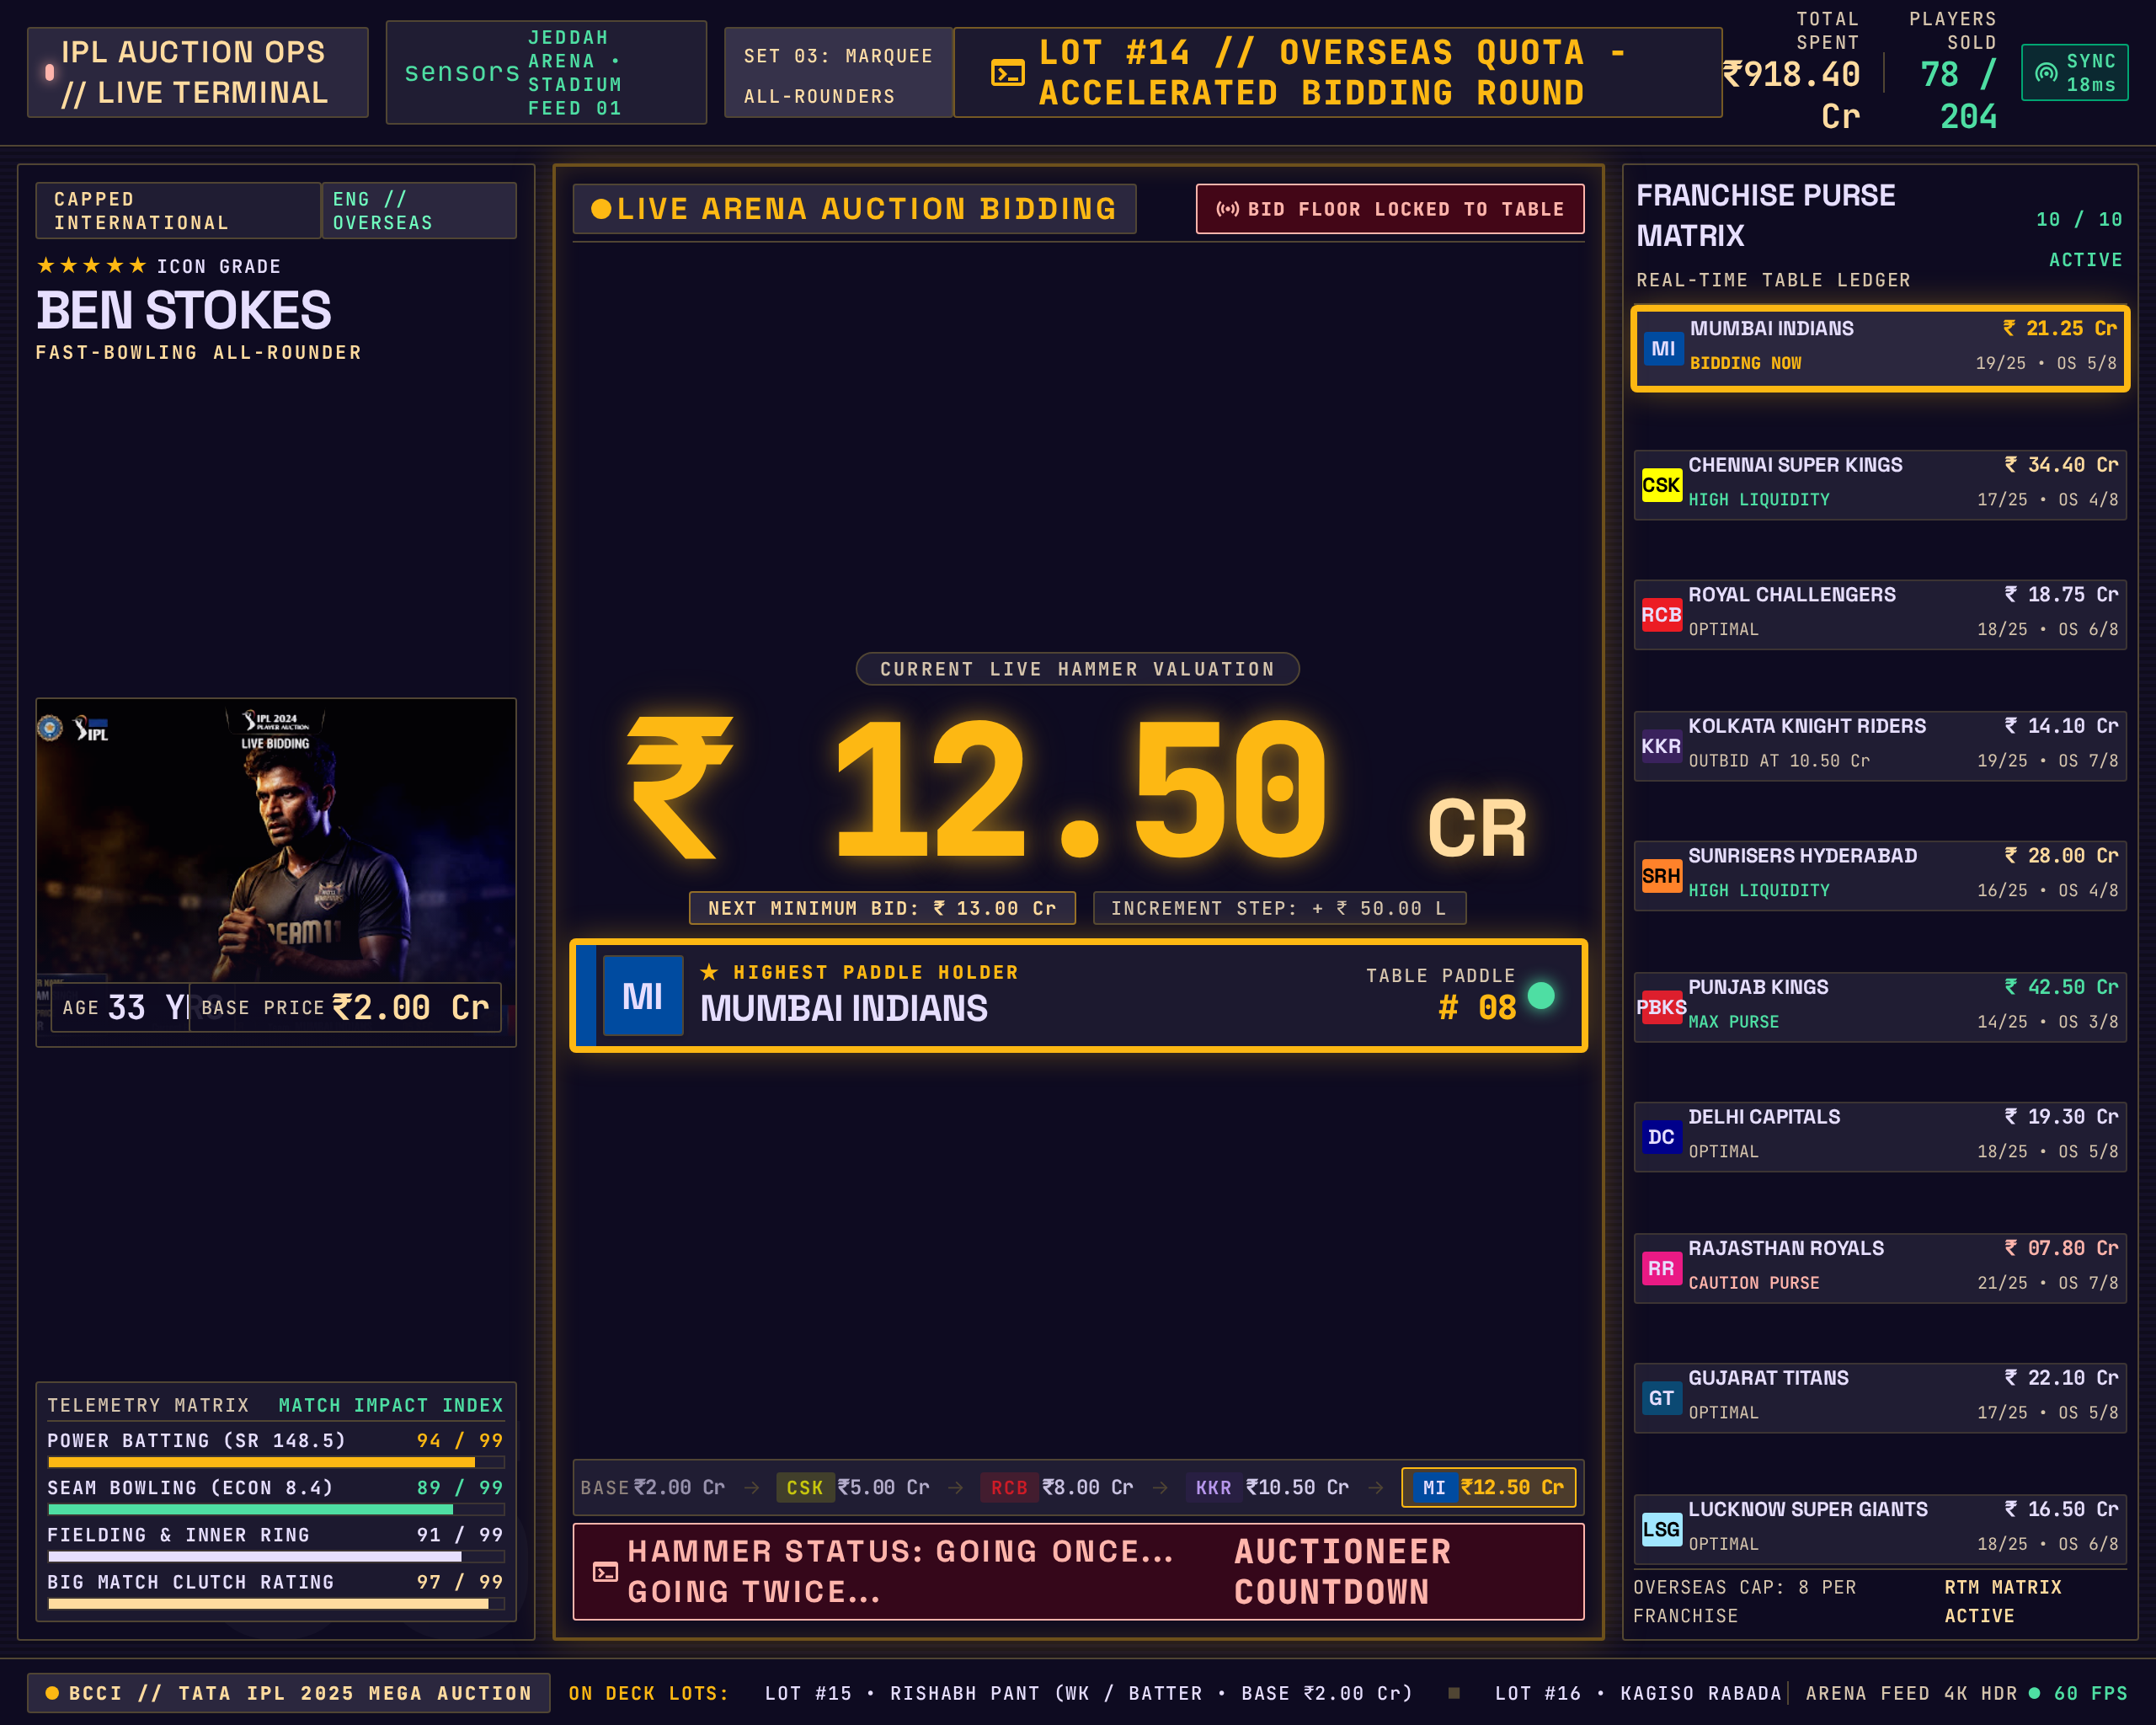 IPL AUCTION OPS
// LIVE TERMINAL
sensors
JEDDAH
ARENA •
STADIUM
FEED 01
SET 03: MARQUEE
ALL-ROUNDERS
LOT #14 // OVERSEAS QUOTA -
ACCELERATED BIDDING ROUND
TOTAL
SPENT
₹918.40
Cr
PLAYERS
SOLD
78 /
204
SYNC
18ms
CAPPED
INTERNATIONAL
ENG //
OVERSEAS
★★★★★ ICON GRADE
BEN STOKES
FAST-BOWLING ALL-ROUNDER
IPL
IPL 2024
PLAYER AUCTION
LIVE BIDDING
DREAM11
AGE 33 YRS
BASE PRICE ₹2.00 Cr
TELEMETRY MATRIX MATCH IMPACT INDEX
POWER BATTING (SR 148.5) 94 / 99
SEAM BOWLING (ECON 8.4) 89 / 99
FIELDING & INNER RING 91 / 99
BIG MATCH CLUTCH RATING 97 / 99
LIVE ARENA AUCTION BIDDING
BID FLOOR LOCKED TO TABLE
CURRENT LIVE HAMMER VALUATION
₹ 12.50 CR
NEXT MINIMUM BID: ₹ 13.00 Cr
INCREMENT STEP: + ₹ 50.00 L
MI
★ HIGHEST PADDLE HOLDER
MUMBAI INDIANS
TABLE PADDLE
# 08
BASE ₹2.00 Cr → CSK ₹5.00 Cr → RCB ₹8.00 Cr → KKR ₹10.50 Cr → MI ₹12.50 Cr
HAMMER STATUS: GOING ONCE...
GOING TWICE...
AUCTIONEER
COUNTDOWN
FRANCHISE PURSE
MATRIX
REAL-TIME TABLE LEDGER
10 / 10
ACTIVE
MI
MUMBAI INDIANS ₹ 21.25 Cr
BIDDING NOW 19/25 • OS 5/8
CSK
CHENNAI SUPER KINGS ₹ 34.40 Cr
HIGH LIQUIDITY 17/25 • OS 4/8
RCB
ROYAL CHALLENGERS ₹ 18.75 Cr
OPTIMAL 18/25 • OS 6/8
KKR
KOLKATA KNIGHT RIDERS ₹ 14.10 Cr
OUTBID AT 10.50 Cr 19/25 • OS 7/8
SRH
SUNRISERS HYDERABAD ₹ 28.00 Cr
HIGH LIQUIDITY 16/25 • OS 4/8
PBKS
PUNJAB KINGS ₹ 42.50 Cr
MAX PURSE 14/25 • OS 3/8
DC
DELHI CAPITALS ₹ 19.30 Cr
OPTIMAL 18/25 • OS 5/8
RR
RAJASTHAN ROYALS ₹ 07.80 Cr
CAUTION PURSE 21/25 • OS 7/8
GT
GUJARAT TITANS ₹ 22.10 Cr
OPTIMAL 17/25 • OS 5/8
LSG
LUCKNOW SUPER GIANTS ₹ 16.50 Cr
OPTIMAL 18/25 • OS 6/8
OVERSEAS CAP: 8 PER
FRANCHISE
RTM MATRIX
ACTIVE
BCCI // TATA IPL 2025 MEGA AUCTION
ON DECK LOTS: LOT #15 • RISHABH PANT (WK / BATTER • BASE ₹2.00 Cr) ■ LOT #16 • KAGISO RABADA
ARENA FEED 4K HDR ● 60 FPS